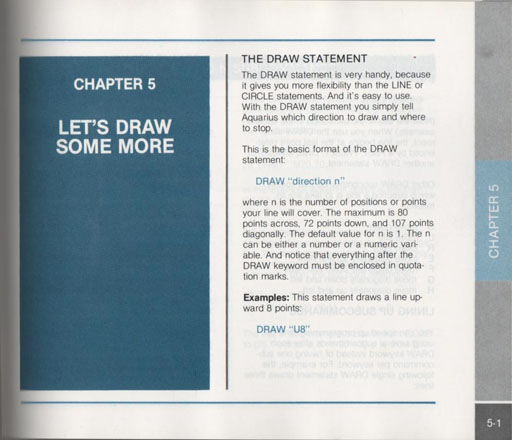 CHAPTER 5
LET'S DRAW
SOME MORE
THE DRAW STATEMENT
The DRAW statement is very handy, because
it gives you more flexibility than the LINE or
CIRCLE statements. And it's easy to use.
With the DRAW statement you simply tell
Aquarius which direction to draw and where
to stop.
This is the basic format of the DRAW
statement:
DRAW "direction n"
where n is the number of positions or points
your line will cover. The maximum is 80
points across, 72 points down, and 107 points
diagonally. The default value for n is 1. The n
can be either a number or a numeric vari-
able. And notice that everything after the
DRAW keyword must be enclosed in quota-
tion marks.
Examples: This statement draws a line up-
ward 8 points:
DRAW "U8"
CHAPTER 5
5-1